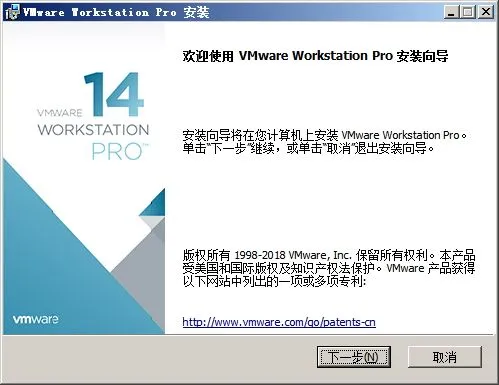 VMware Workstation Pro 安装
欢迎使用 VMware Workstation Pro 安装向导
VMWARE 14
WORKSTATION
PRO™
安装向导将在您计算机上安装 VMware Workstation Pro。
单击“下一步”继续，或单击“取消”退出安装向导。
版权所有 1998-2018 VMware, Inc. 保留所有权利。本产品
受美国和国际版权及知识产权法保护。VMware 产品获得
以下网站中列出的一项或多项专利:
http://www.vmware.com/go/patents-cn
vmware
下一步(N)
取消